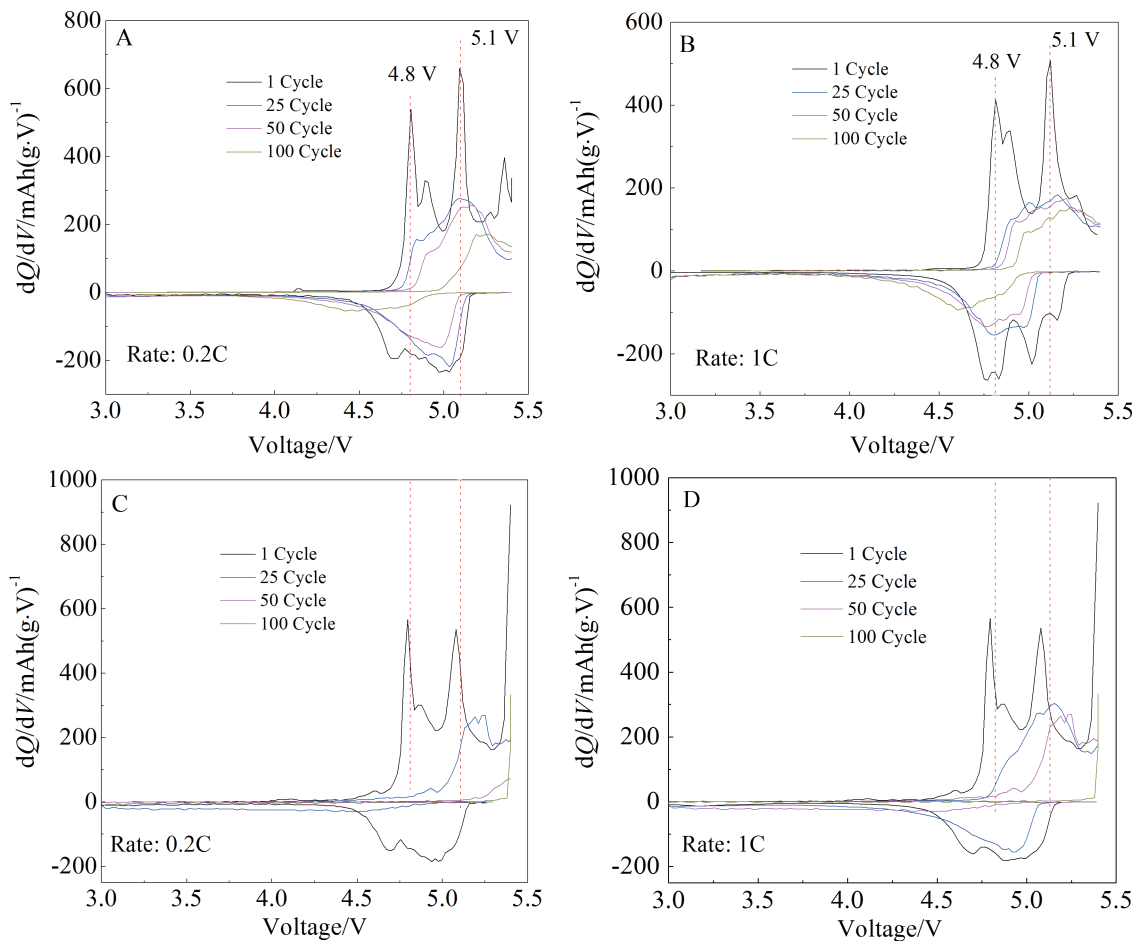 A
5.1 V
4.8 V
1 Cycle
25 Cycle
50 Cycle
100 Cycle
Rate: 0.2C
800
600
400
200
0
-200
3.0
3.5
4.0
4.5
5.0
5.5
dQ/dV/mAh(g·V)⁻¹
Voltage/V
B
5.1 V
4.8 V
1 Cycle
25 Cycle
50 Cycle
100 Cycle
Rate: 1C
600
400
200
0
-200
3.0
3.5
4.0
4.5
5.0
5.4
dQ/dV/mAh(g·V)⁻¹
Voltage/V
C
1 Cycle
25 Cycle
50 Cycle
100 Cycle
Rate: 0.2C
1000
800
600
400
200
0
-200
3.0
3.5
4.0
4.5
5.0
5.5
dQ/dV/mAh(g·V)⁻¹
Voltage/V
D
1 Cycle
25 Cycle
50 Cycle
100 Cycle
Rate: 1C
1000
800
600
400
200
0
-200
3.0
3.5
4.0
4.5
5.0
5.5
dQ/dV/mAh(g·V)⁻¹
Voltage/V